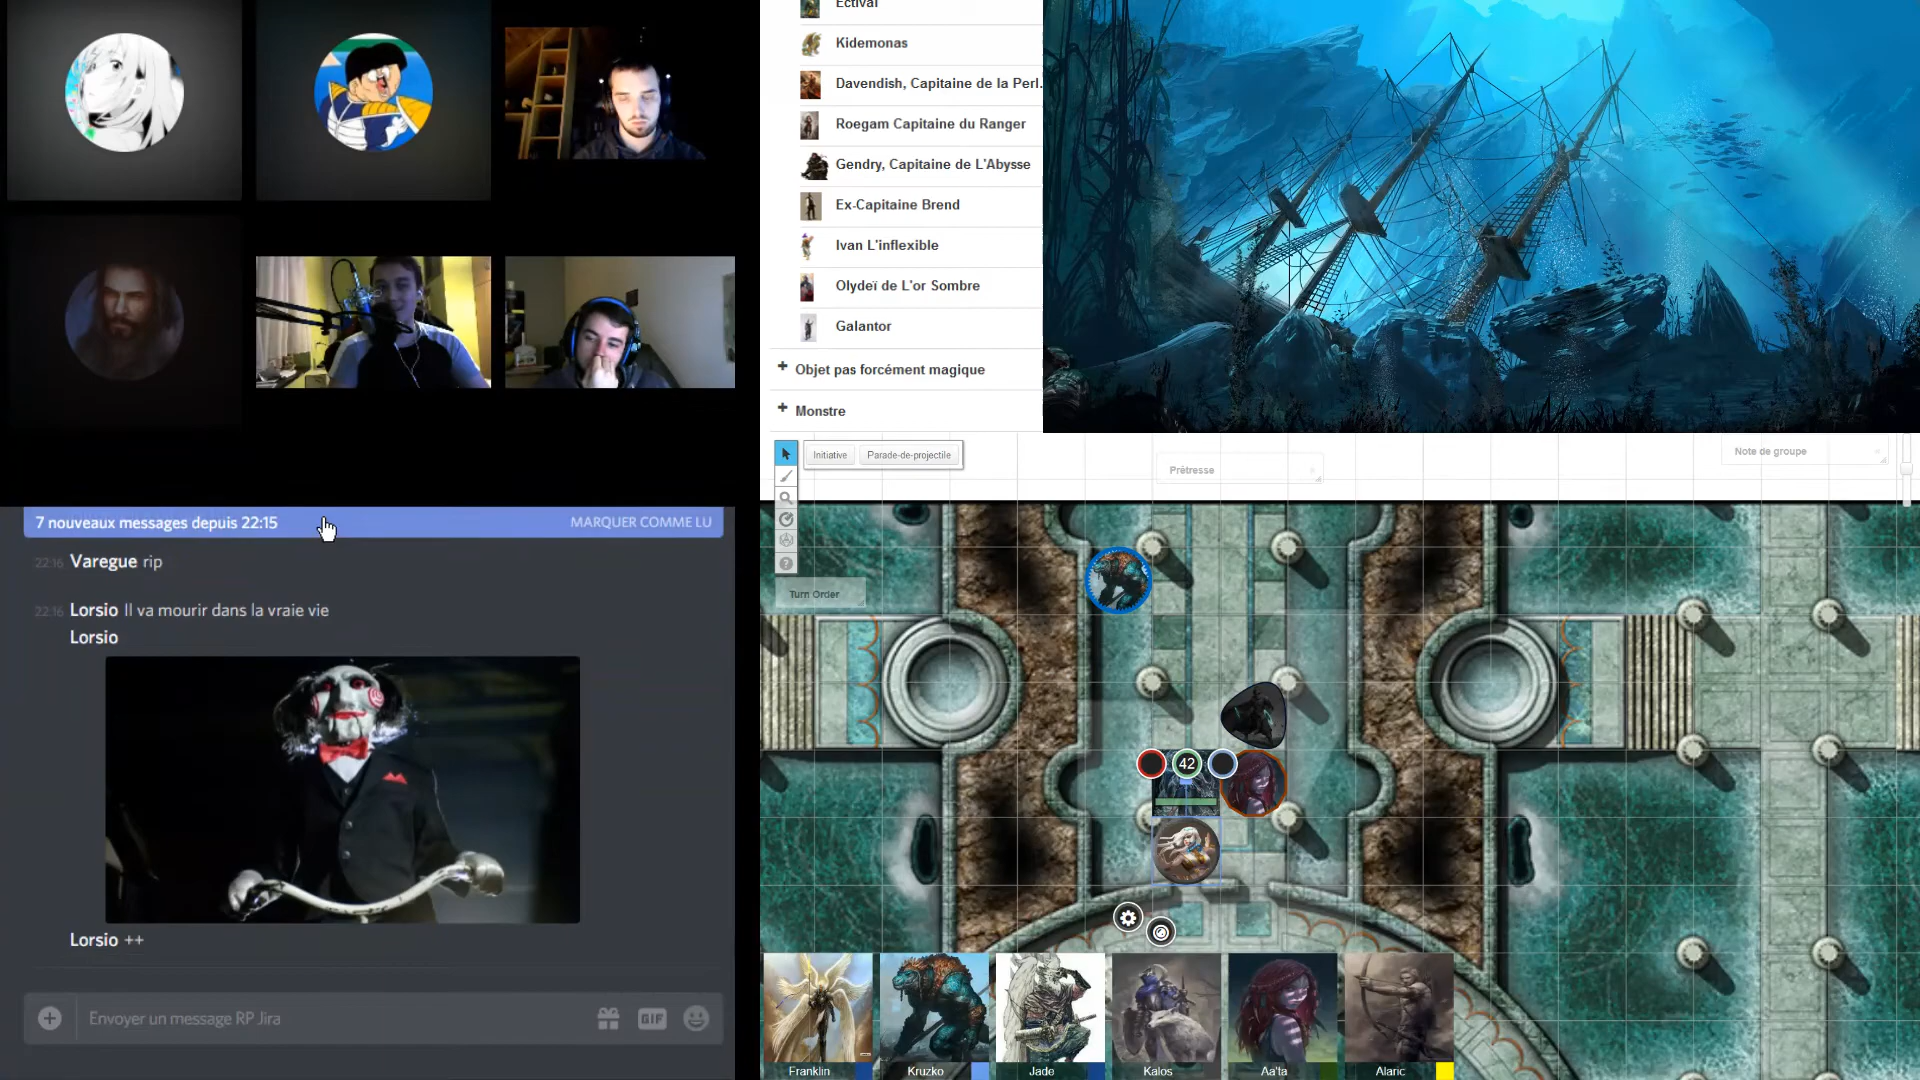 Ectival
Kidemonas
Davendish, Capitaine de la Perl.
Roegam Capitaine du Ranger
Gendry, Capitaine de L'Abysse
Ex-Capitaine Brend
Ivan L'inflexible
Olydeï de L'or Sombre
Galantor
Objet pas forcément magique
Monstre
Initiative
Parade-de-projectile
Prêtresse
Note de groupe
7 nouveaux messages depuis 22:15
MARQUER COMME LU
22:16 Varegue rip
22:16 Lorsio Il va mourir dans la vraie vie
Lorsio
Lorsio ++
Envoyer un message RP Jira
GIF
Turn Order
42
Franklin
Kruzko
Jade
Kalos
Aa'ta
Alaric